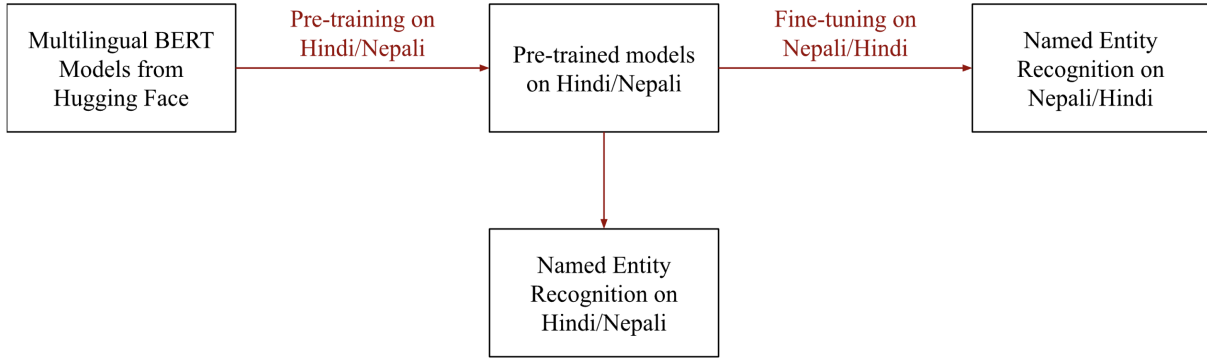 Multilingual BERT
Models from
Hugging Face
Pre-training on
Hindi/Nepali
Pre-trained models
on Hindi/Nepali
Fine-tuning on
Nepali/Hindi
Named Entity
Recognition on
Nepali/Hindi
Named Entity
Recognition on
Hindi/Nepali